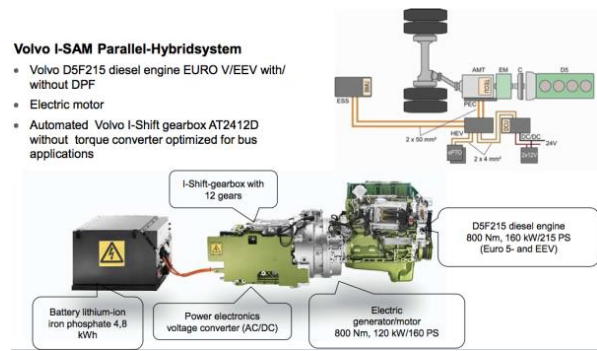 Volvo I-SAM Parallel-Hybridsystem
• Volvo D5F215 diesel engine EURO V/EEV with/
without DPF
• Electric motor
• Automated Volvo I-Shift gearbox AT2412D
without torque converter optimized for bus
applications
AMT
EM
C
D5
ESS
PEC
HEV
2 x 50 mm²
2 x 4 mm²
ePTO
DC/DC
24V
2x12V
I-Shift-gearbox with
12 gears
D5F215 diesel engine
800 Nm, 160 kW/215 PS
(Euro 5- and EEV)
Battery lithium-ion
iron phosphate 4,8
kWh
Power electronics
voltage converter (AC/DC)
Electric
generator/motor
800 Nm, 120 kW/160 PS